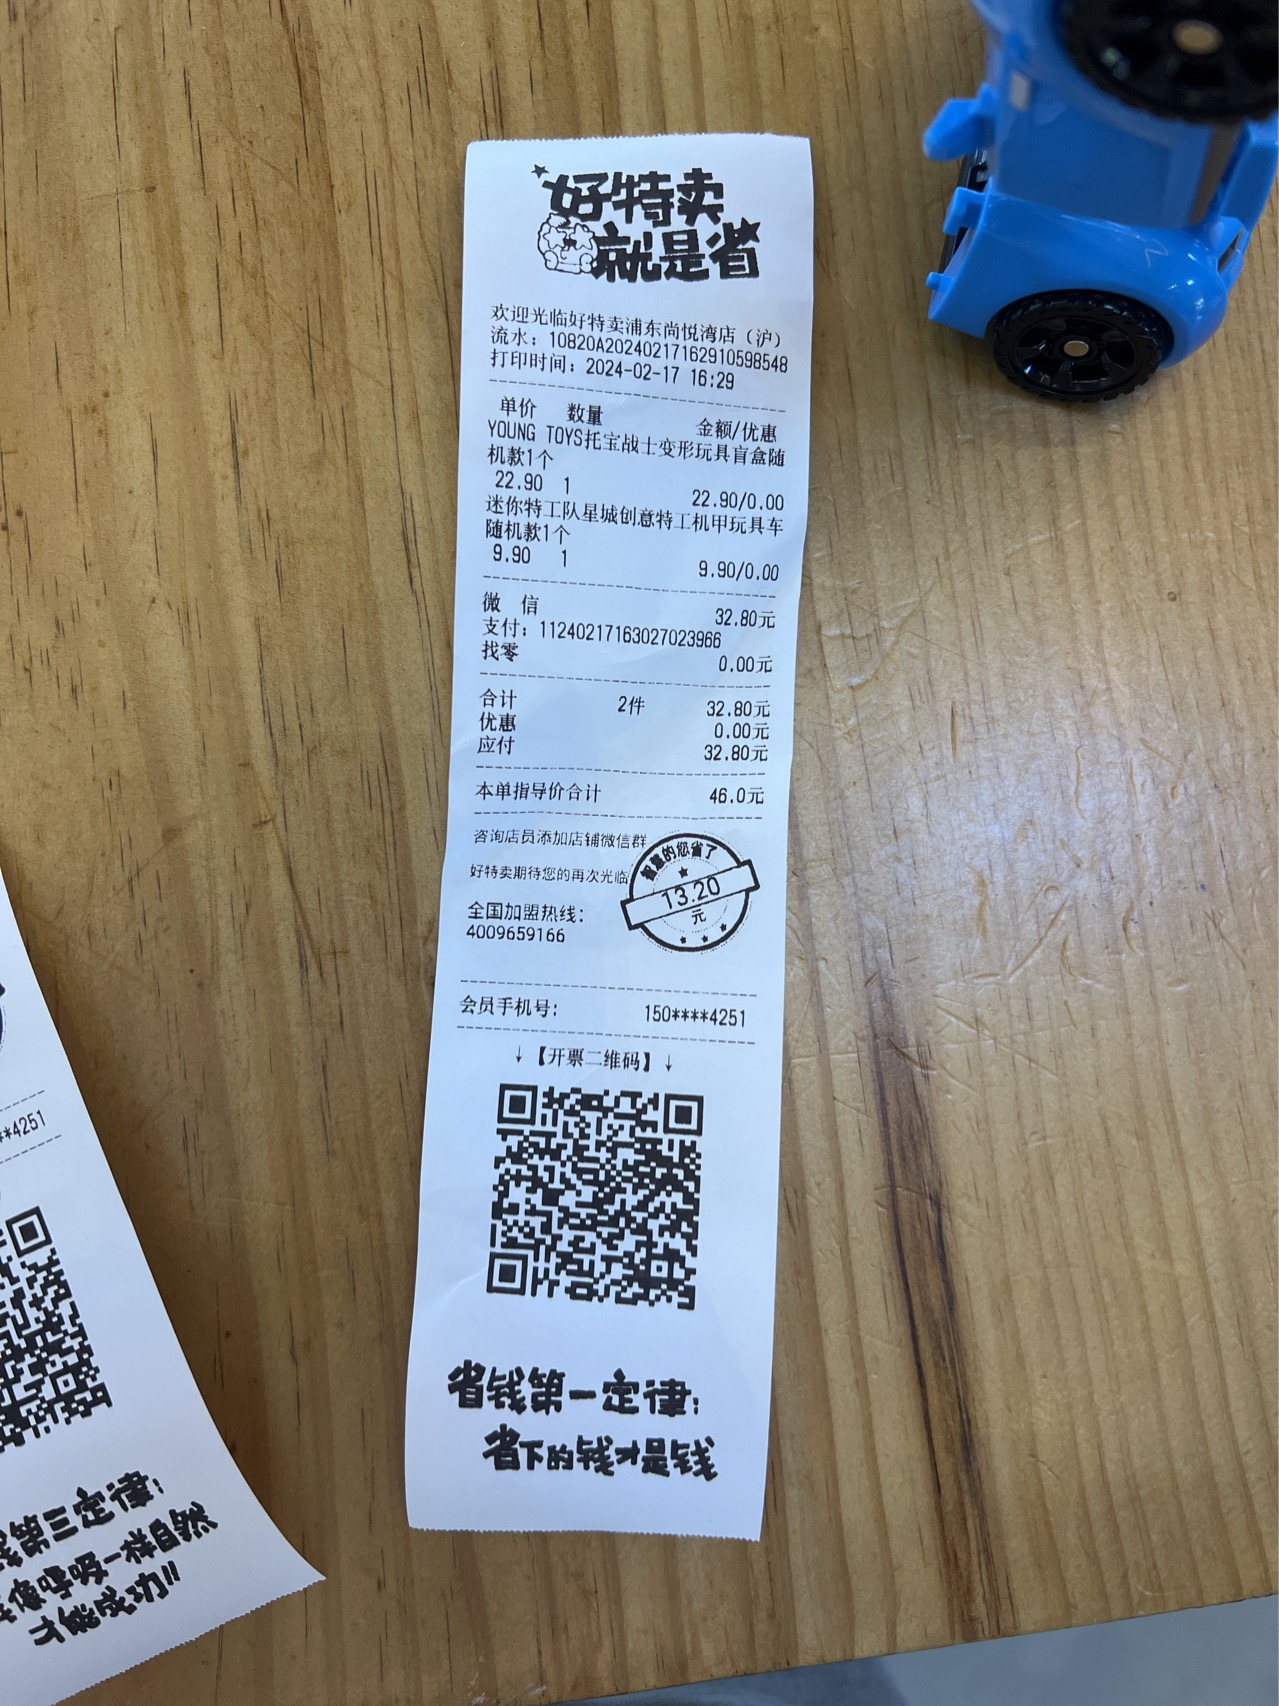 好特卖
就是省
欢迎光临好特卖浦东尚悦湾店（沪）
流水：10820A20240217162910598548
打印时间：2024-02-17 16:29
单价 数量 金额/优惠
YOUNG TOYS托宝战士变形玩具盲盒随
机款1个
22.90 1 22.90/0.00
迷你特工队星城创意特工机甲玩具车
随机款1个
9.90 1 9.90/0.00
微 信 32.80元
支付：11240217163027023966
找零 0.00元
合计 2件 32.80元
优惠 0.00元
应付 32.80元
本单指导价合计 46.0元
咨询店员添加店铺微信群
好特卖期待您的再次光临
智慧的您省了
13.20
元
全国加盟热线：
4009659166
会员手机号： 150****4251
↓【开票二维码】↓
省钱第一定律：
省下的钱才是钱
**4251
钱第三定律：
像呼吸一样自然
才能成功!!